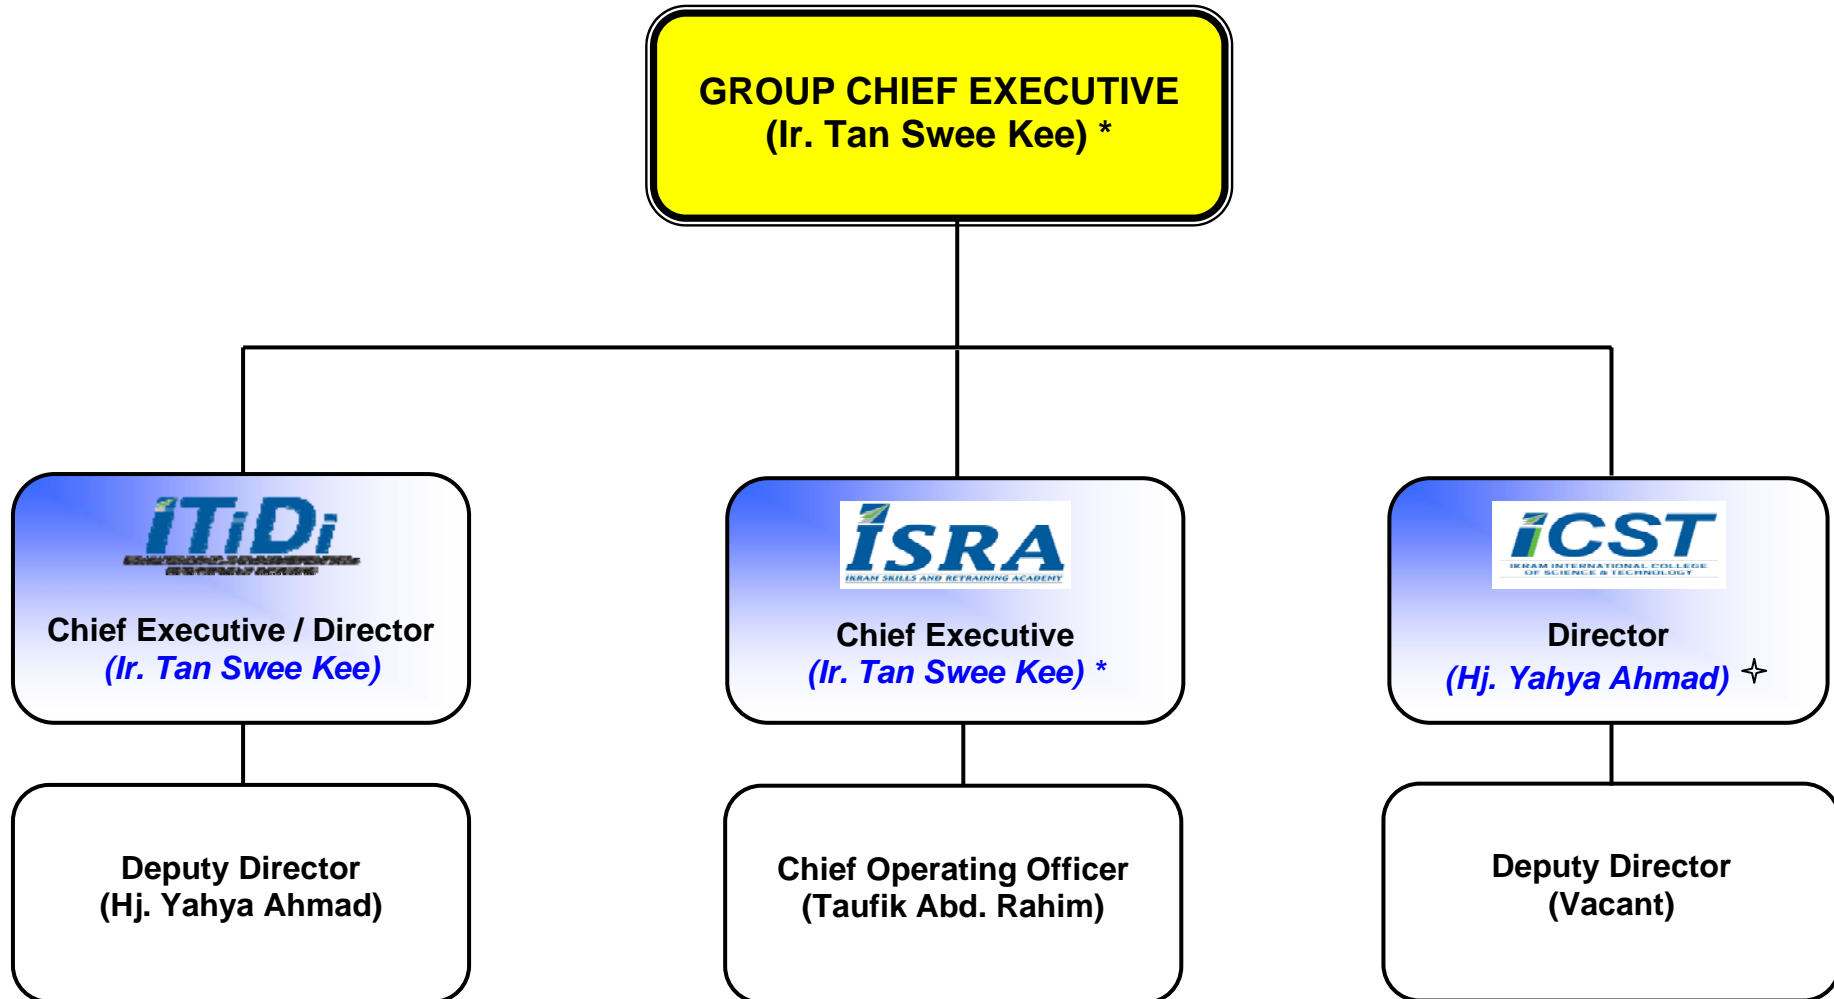 GROUP CHIEF EXECUTIVE
(Ir. Tan Swee Kee) *
iTiDi
Chief Executive / Director
(Ir. Tan Swee Kee)
iSRA
IKRAM SKILLS AND RETRAINING ACADEMY
Chief Executive
(Ir. Tan Swee Kee) *
iCST
IKRAM INTERNATIONAL COLLEGE
OF SCIENCE & TECHNOLOGY
Director
(Hj. Yahya Ahmad) ✧
Deputy Director
(Hj. Yahya Ahmad)
Chief Operating Officer
(Taufik Abd. Rahim)
Deputy Director
(Vacant)